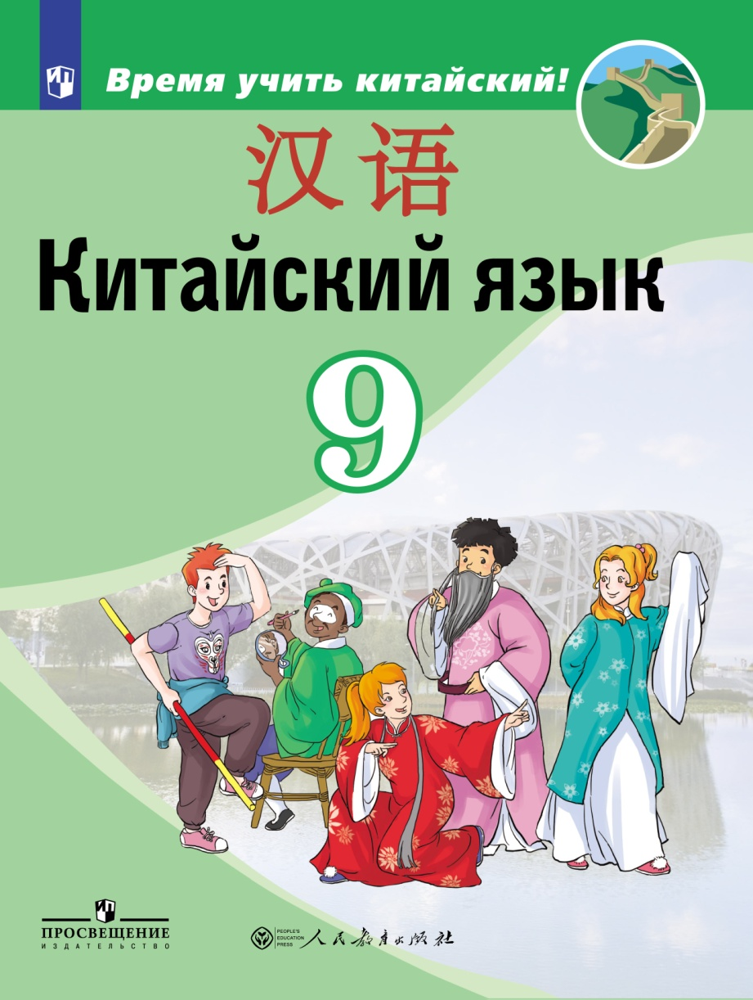 Время учить китайский!
汉语
Китайский язык
9
ПРОСВЕЩЕНИЕ
ИЗДАТЕЛЬСТВО
PEOPLE'S
EDUCATION
PRESS
人民教育出版社